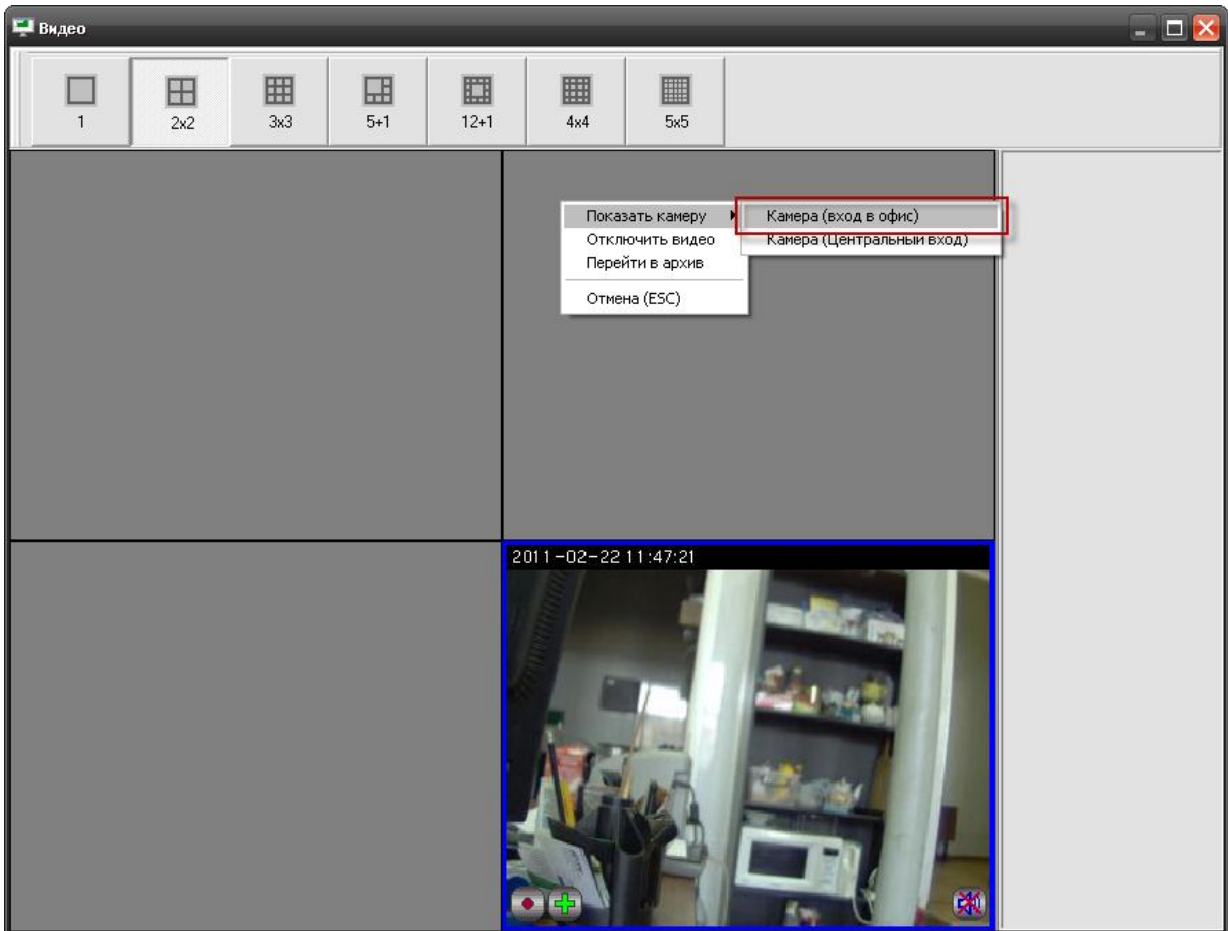 Видео
1
2x2
3x3
5+1
12+1
4x4
5x5
Показать камеру
Камера (вход в офис)
Отключить видео
Камера (Центральный вход)
Перейти в архив
Отмена (ESC)
2011-02-22 11:47:21